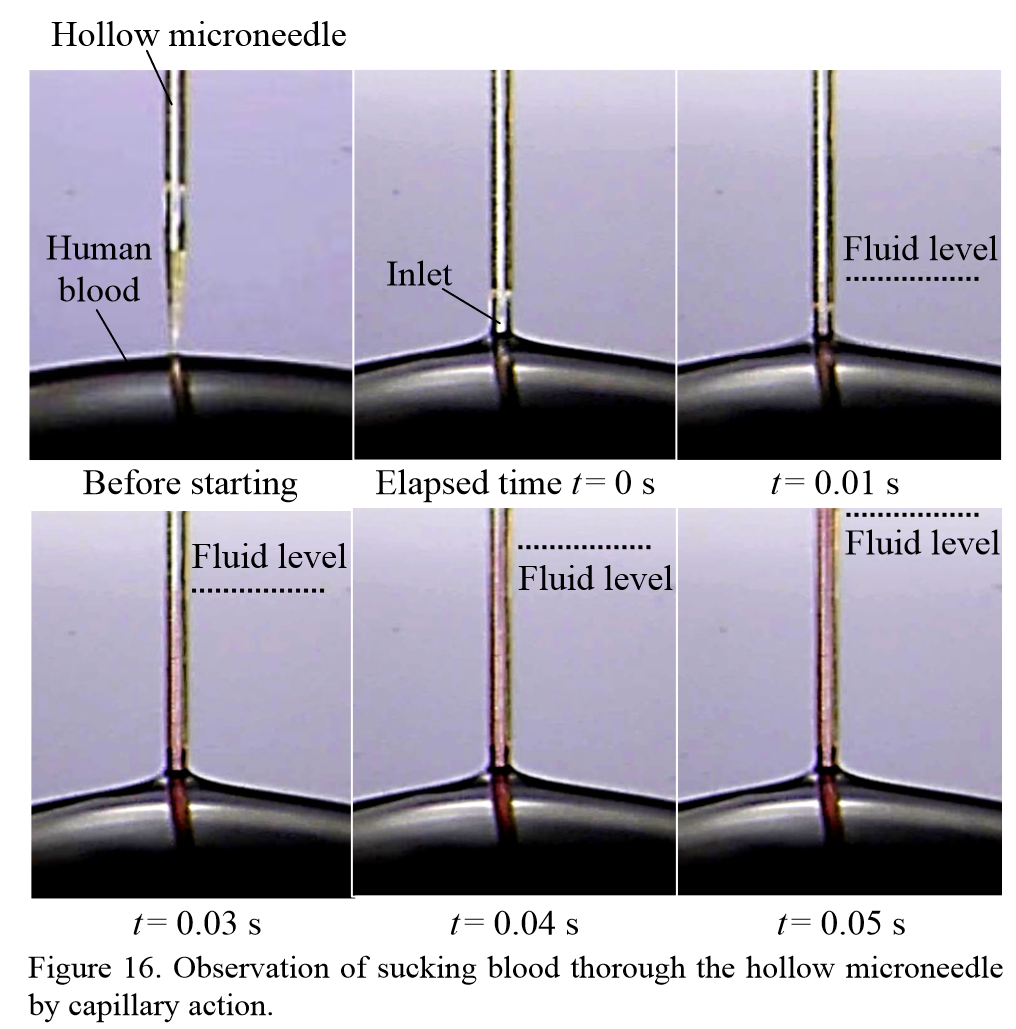 Hollow microneedle
Human
blood
Inlet
Fluid level
Before starting
Elapsed time t= 0 s
t= 0.01 s
Fluid level
Fluid level
Fluid level
t= 0.03 s
t= 0.04 s
t= 0.05 s
Figure 16. Observation of sucking blood thorough the hollow microneedle
by capillary action.